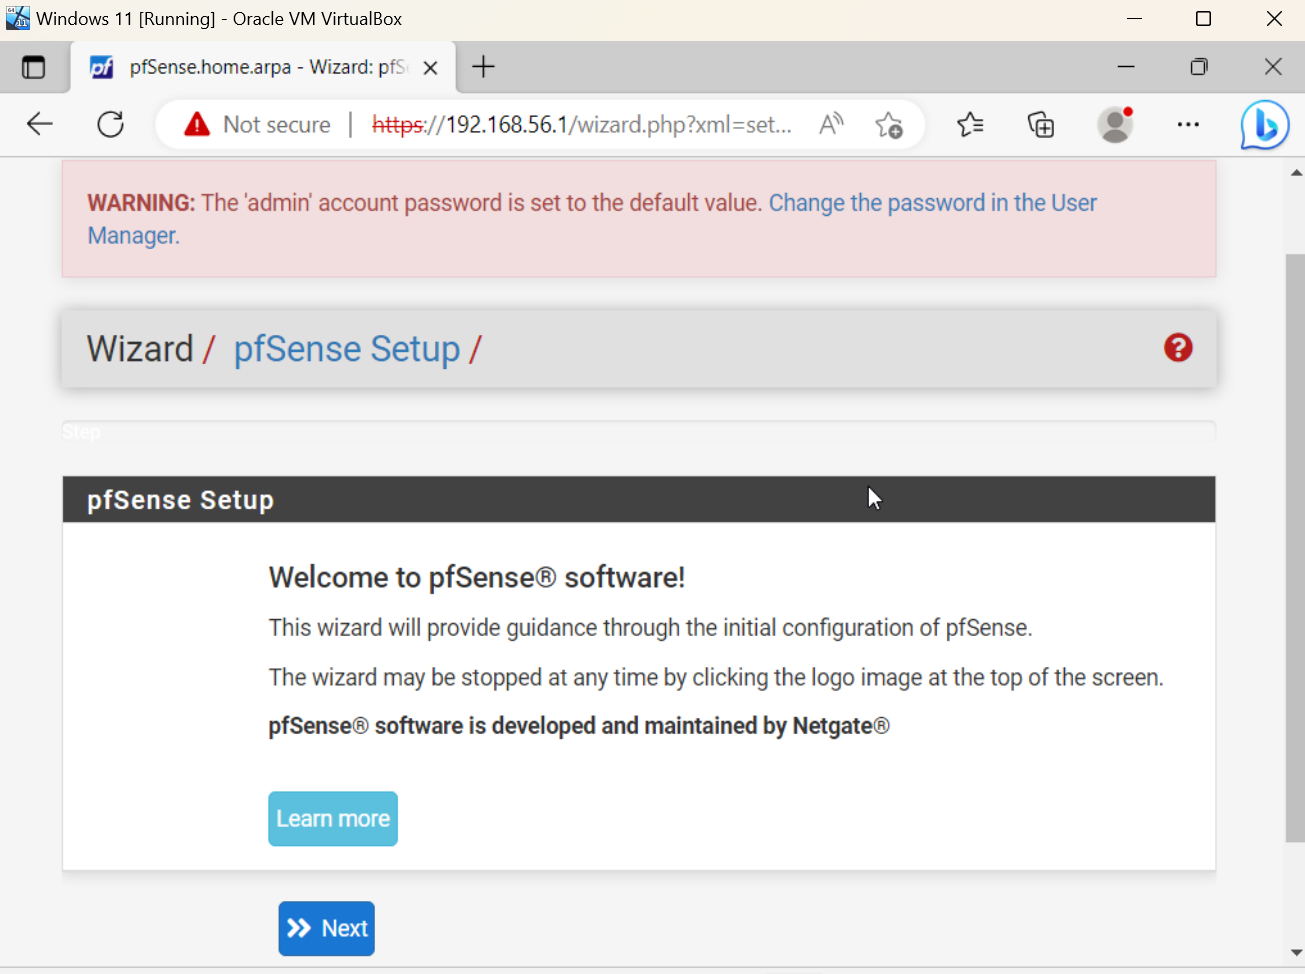 Windows 11 [Running] - Oracle VM VirtualBox
pfSense.home.arpa - Wizard: pfS
Not secure | https://192.168.56.1/wizard.php?xml=set...
WARNING: The 'admin' account password is set to the default value. Change the password in the User
Manager.
Wizard / pfSense Setup /
Step
pfSense Setup
Welcome to pfSense® software!
This wizard will provide guidance through the initial configuration of pfSense.
The wizard may be stopped at any time by clicking the logo image at the top of the screen.
pfSense® software is developed and maintained by Netgate®
Learn more
Next